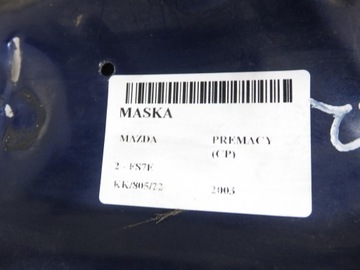 MASKA
MAZDA PREMACY
(CP)
2 - FS7E
KK/805/22 2003